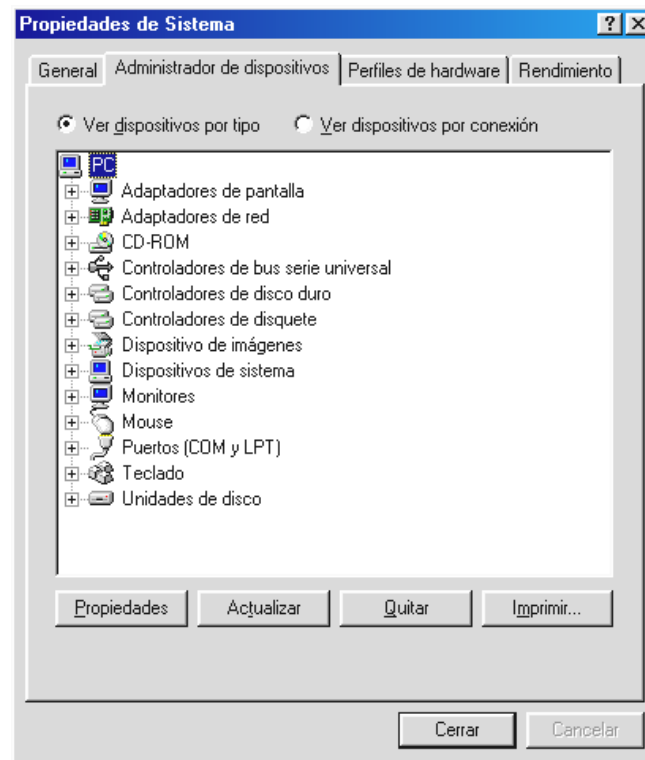 Propiedades de Sistema
General Administrador de dispositivos Perfiles de hardware Rendimiento
Ver dispositivos por tipo Ver dispositivos por conexión
PC
Adaptadores de pantalla
Adaptadores de red
CD-ROM
Controladores de bus serie universal
Controladores de disco duro
Controladores de disquete
Dispositivo de imágenes
Dispositivos de sistema
Monitores
Mouse
Puertos (COM y LPT)
Teclado
Unidades de disco
Propiedades Actualizar Quitar Imprimir...
Cerrar Cancelar